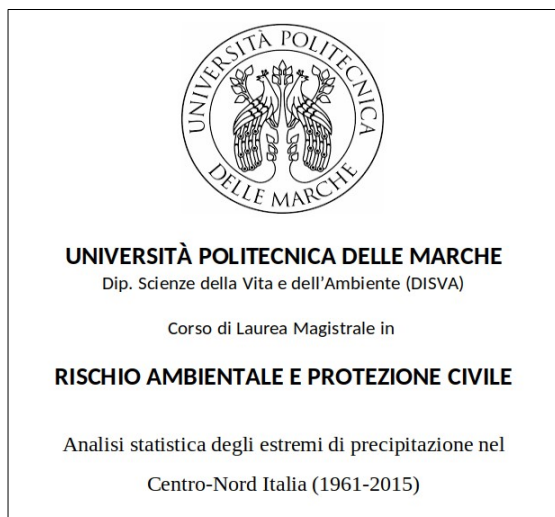 UNIVERSITÀ POLITECNICA
DELLE MARCHE
UNIVERSITÀ POLITECNICA DELLE MARCHE
Dip. Scienze della Vita e dell’Ambiente (DISVA)
Corso di Laurea Magistrale in
RISCHIO AMBIENTALE E PROTEZIONE CIVILE
Analisi statistica degli estremi di precipitazione nel
Centro-Nord Italia (1961-2015)